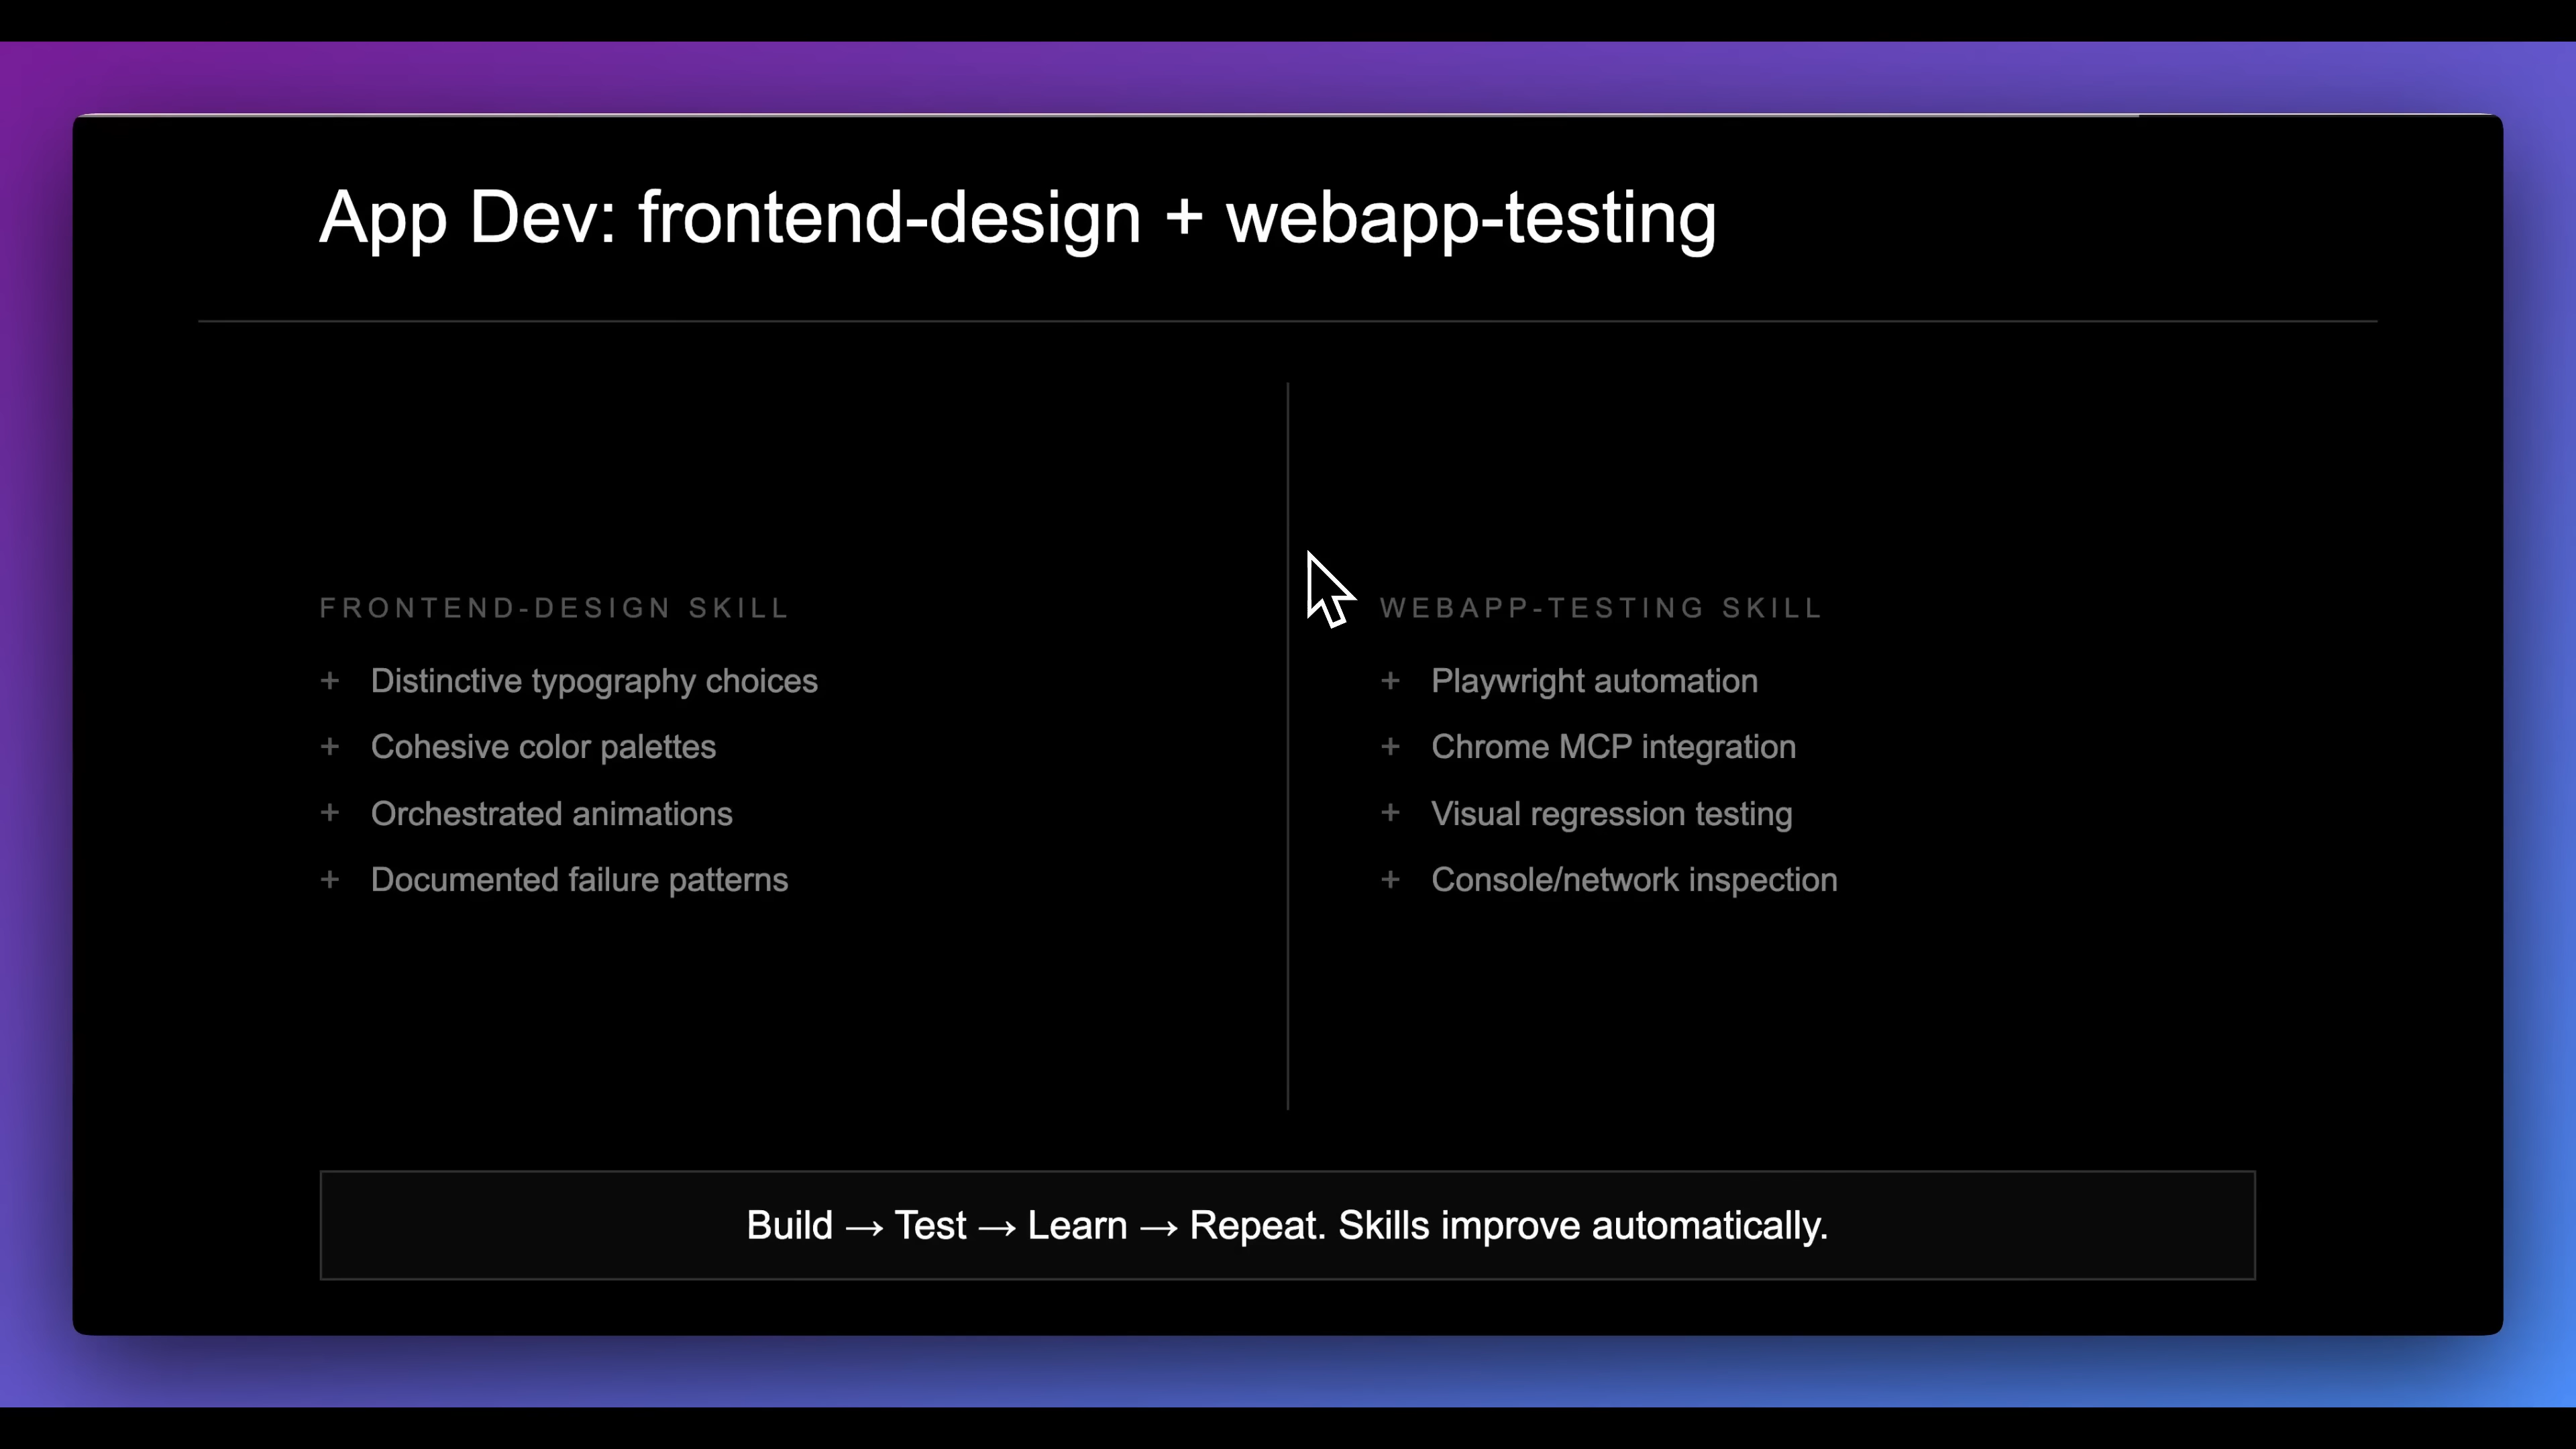 App Dev: frontend-design + webapp-testing
FRONTEND-DESIGN SKILL
+ Distinctive typography choices
+ Cohesive color palettes
+ Orchestrated animations
+ Documented failure patterns
WEBAPP-TESTING SKILL
+ Playwright automation
+ Chrome MCP integration
+ Visual regression testing
+ Console/network inspection
Build → Test → Learn → Repeat. Skills improve automatically.